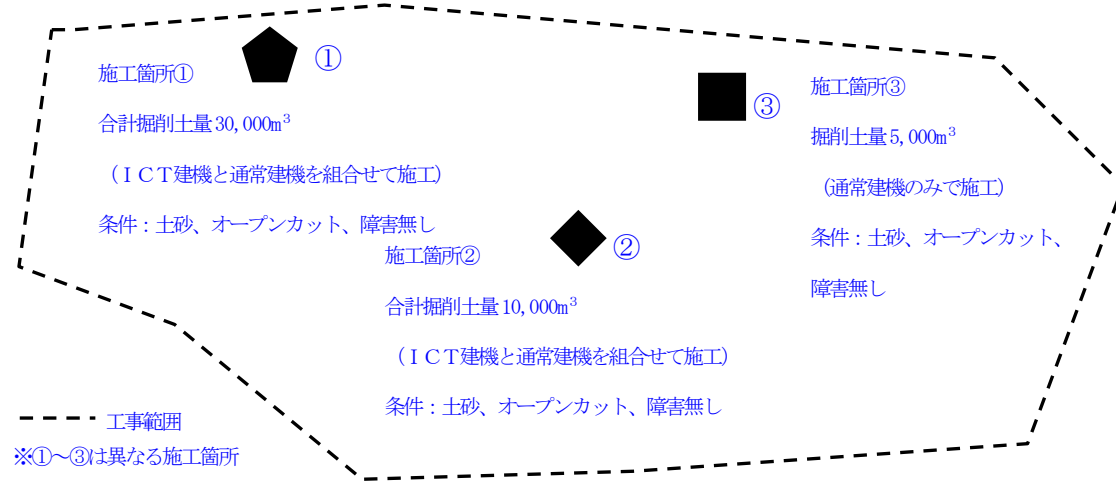 ①
施工箇所①
合計掘削土量30,000m³
（ＩＣＴ建機と通常建機を組合せて施工）
条件：土砂、オープンカット、障害無し
②
施工箇所②
合計掘削土量10,000m³
（ＩＣＴ建機と通常建機を組合せて施工）
条件：土砂、オープンカット、障害無し
③
施工箇所③
掘削土量5,000m³
（通常建機のみで施工）
条件：土砂、オープンカット、
障害無し
工事範囲
※①～③は異なる施工箇所